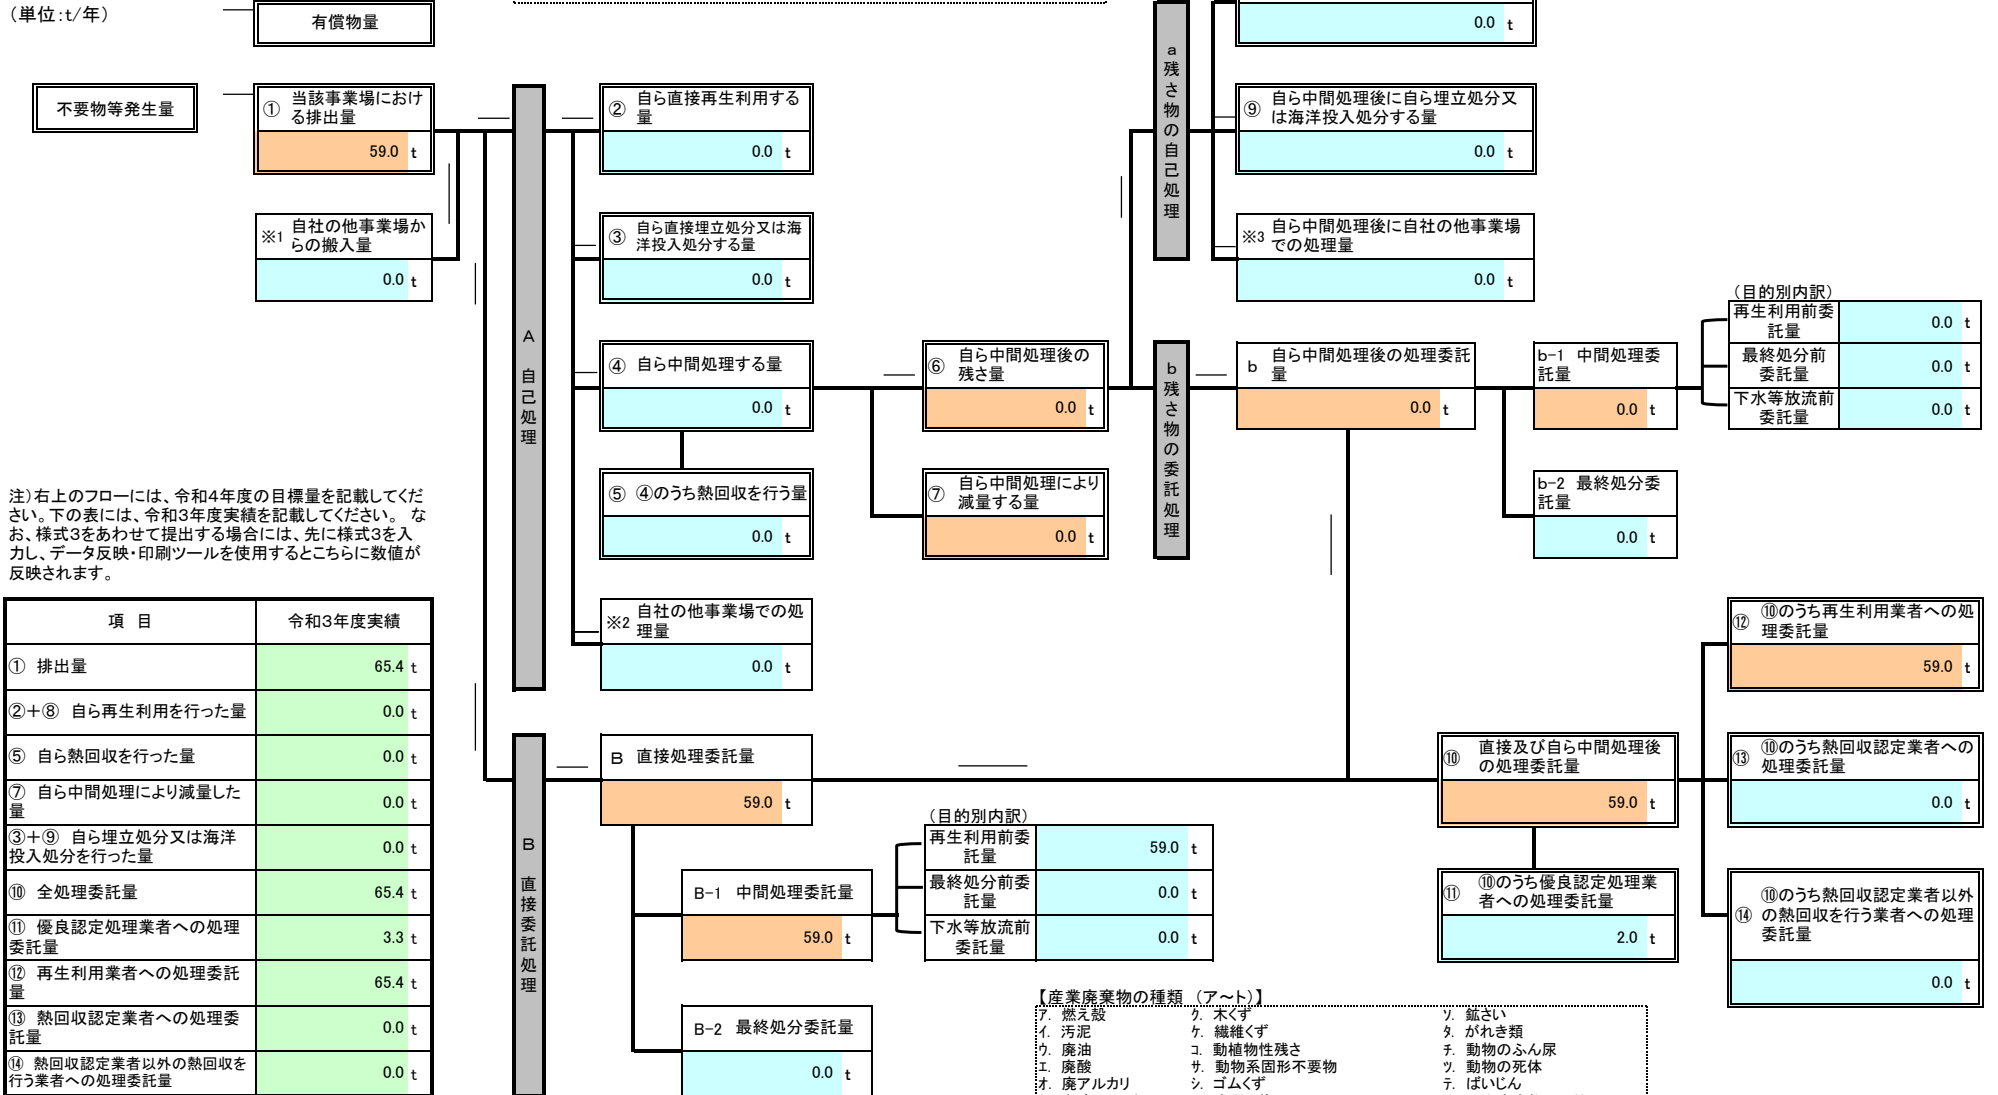 (単位:t/年)
有償物量
0.0 t
不要物等発生量
① 当該事業場におけ
る排出量
59.0 t
※1 自社の他事業場か
らの搬入量
0.0 t
A 自己処理
② 自ら直接再生利用する
量
0.0 t
③ 自ら直接埋立処分又は海
洋投入処分する量
0.0 t
④ 自ら中間処理する量
0.0 t
⑤ ④のうち熱回収を行う量
0.0 t
※2 自社の他事業場での処
理量
0.0 t
⑥ 自ら中間処理後の
残さ量
0.0 t
⑦ 自ら中間処理により
減量する量
0.0 t
a 残さ物の自己処理
⑨ 自ら中間処理後に自ら埋立処分又
は海洋投入処分する量
0.0 t
※3 自ら中間処理後に自社の他事業場
での処理量
0.0 t
b 残さ物の委託処理
b 自ら中間処理後の処理委託
量
0.0 t
b-1 中間処理委
託量
0.0 t
b-2 最終処分委
託量
0.0 t
(目的別内訳)
再生利用前委
託量
0.0 t
最終処分前
委託量
0.0 t
下水等放流前
委託量
0.0 t
注)右上のフローには、令和4年度の目標量を記載してくだ
さい。下の表には、令和3年度実績を記載してください。 な
お、様式3をあわせて提出する場合には、先に様式3を入
力し、データ反映・印刷ツールを使用するとこちらに数値が
反映されます。
項 目 令和3年度実績
① 排出量 65.4 t
②+⑧ 自ら再生利用を行った量 0.0 t
⑤ 自ら熱回収を行った量 0.0 t
⑦ 自ら中間処理により減量した
量 0.0 t
③+⑨ 自ら埋立処分又は海洋
投入処分を行った量 0.0 t
⑩ 全処理委託量 65.4 t
⑪ 優良認定処理業者への処理
委託量 3.3 t
⑫ 再生利用業者への処理委託
量 65.4 t
⑬ 熱回収認定業者への処理委
託量 0.0 t
⑭ 熱回収認定業者以外の熱回収を
行う業者への処理委託量 0.0 t
B 直接委託処理
B 直接処理委託量
59.0 t
B-1 中間処理委託量
59.0 t
B-2 最終処分委託量
0.0 t
(目的別内訳)
再生利用前委
託量
59.0 t
最終処分前委
託量
0.0 t
下水等放流前
委託量
0.0 t
⑩ 直接及び自ら中間処理後
の処理委託量
59.0 t
⑪ ⑩のうち優良認定処理業
者への処理委託量
2.0 t
⑫ ⑩のうち再生利用業者への処
理委託量
59.0 t
⑬ ⑩のうち熱回収認定業者への
処理委託量
0.0 t
⑭ ⑩のうち熱回収認定業者以外
の熱回収を行う業者への処理
委託量
0.0 t
【産業廃棄物の種類 (ア~ト)】
ア. 燃え殻 ク. 木くず ソ. 鉱さい
イ. 汚泥 ケ. 繊維くず タ. がれき類
ウ. 廃油 コ. 動植物性残さ チ. 動物のふん尿
エ. 廃酸 サ. 動物系固形不要物 ツ. 動物の死体
オ. 廃アルカリ シ. ゴムくず テ. ばいじん